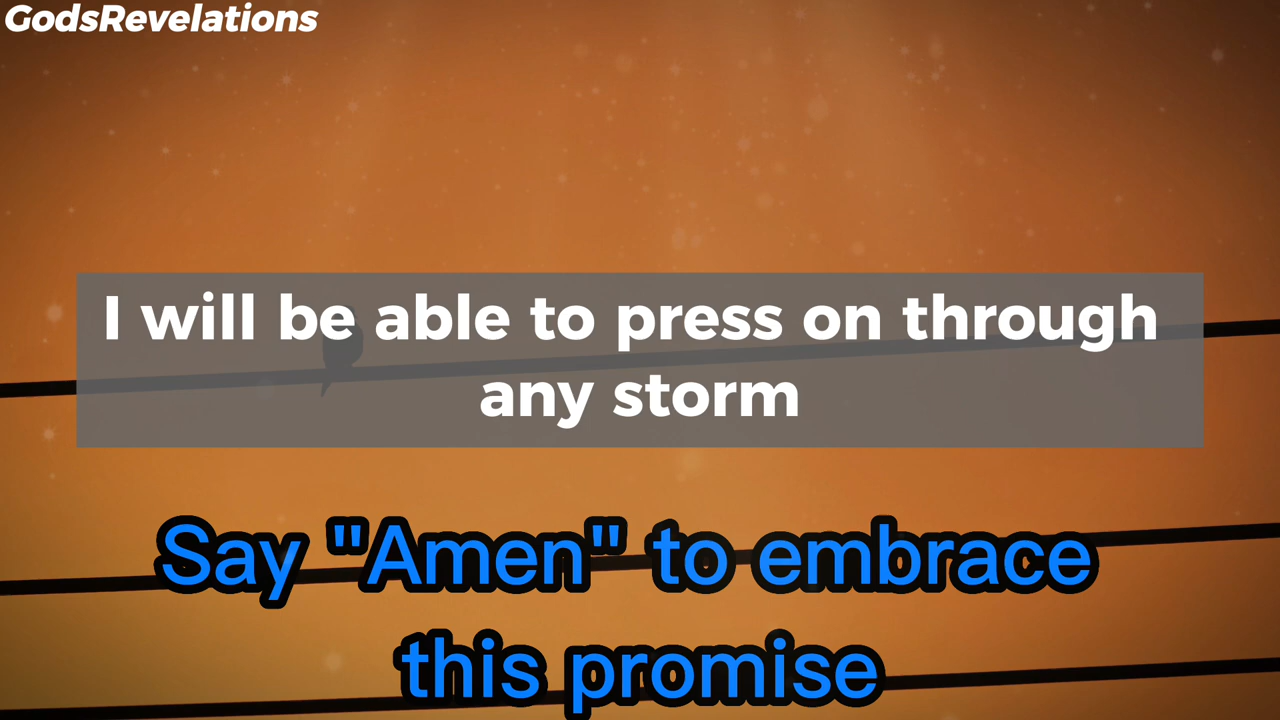 GodsRevelations
I will be able to press on through
any storm
Say "Amen" to embrace
this promise